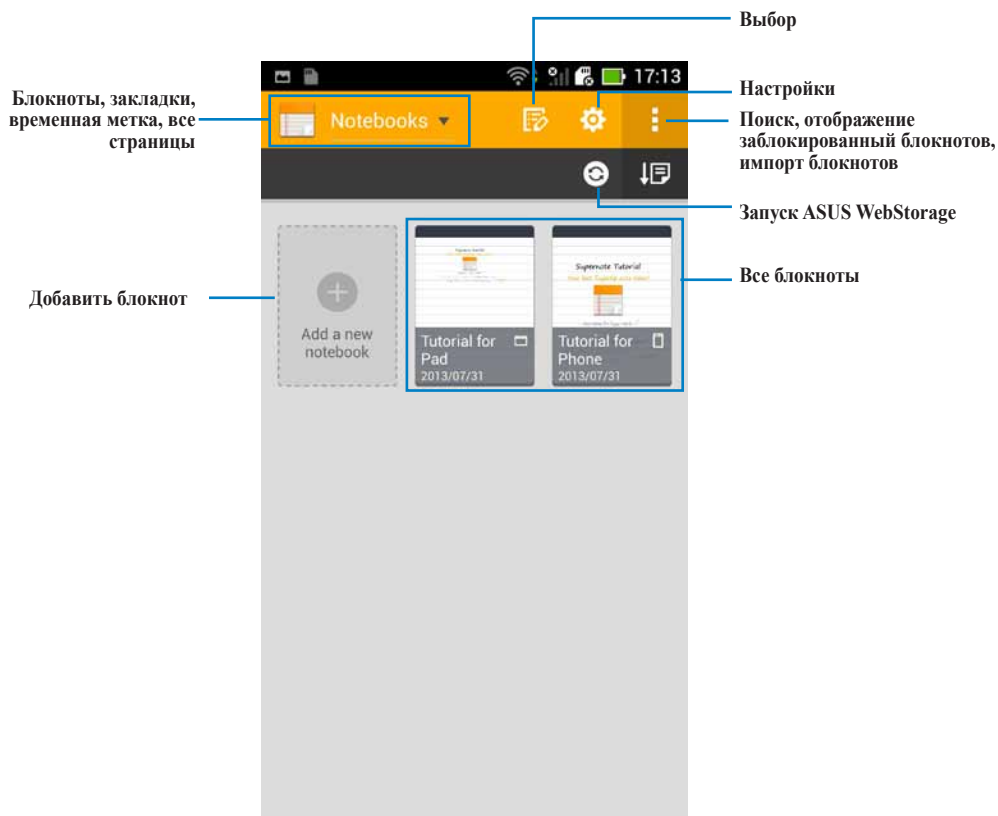 Выбор
17:13
Настройки
Блокноты, закладки,
временная метка, все
страницы
Notebooks
Поиск, отображение
заблокированный блокнотов,
импорт блокнотов
Запуск ASUS WebStorage
Supernote Tutorial
Все блокноты
Добавить блокнот
Add a new
notebook
Tutorial for
Pad
2013/07/31
Tutorial for
Phone
2013/07/31